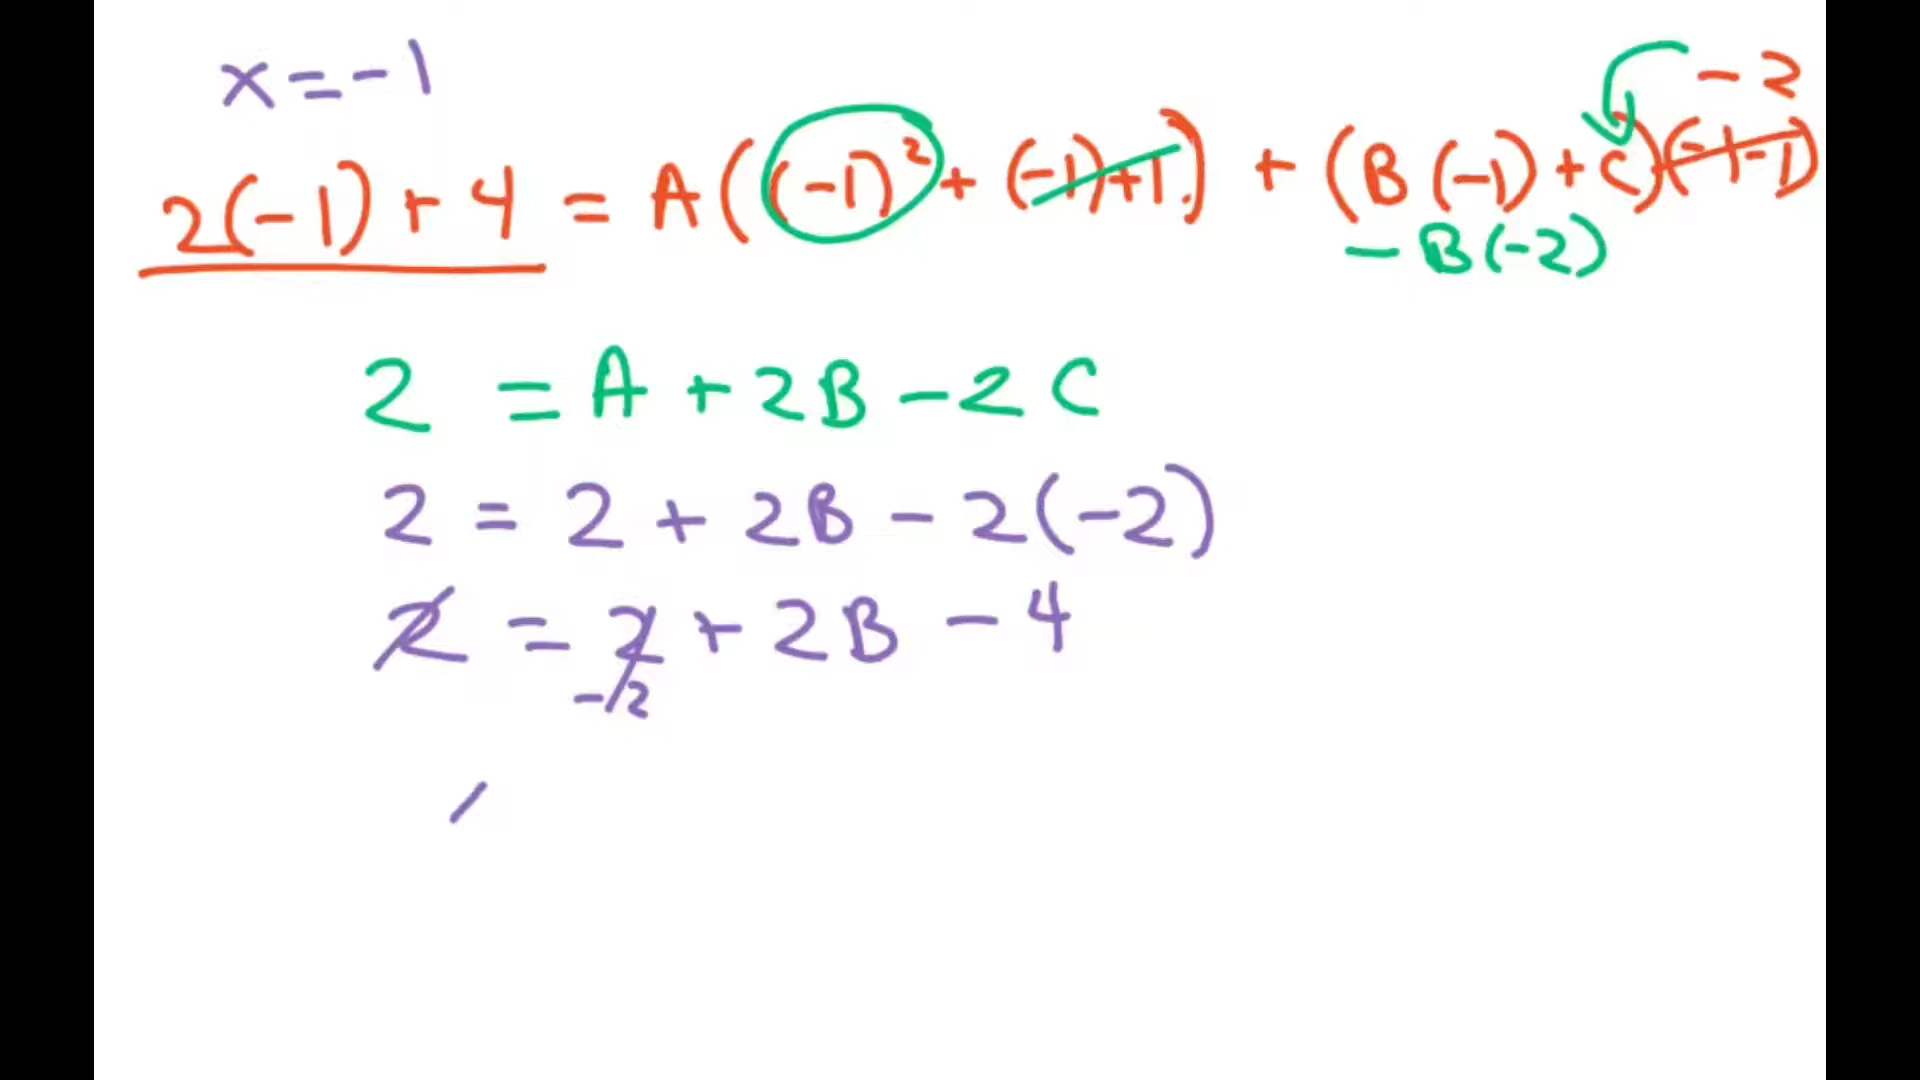 x = -1
-2
2(-1) + 4 = A((-1)² + (-1)+1.) + (B(-1) + C)(-1-1)
- B(-2)
2 = A + 2B - 2C
2 = 2 + 2B - 2(-2)
2 = 2 + 2B - 4
-2